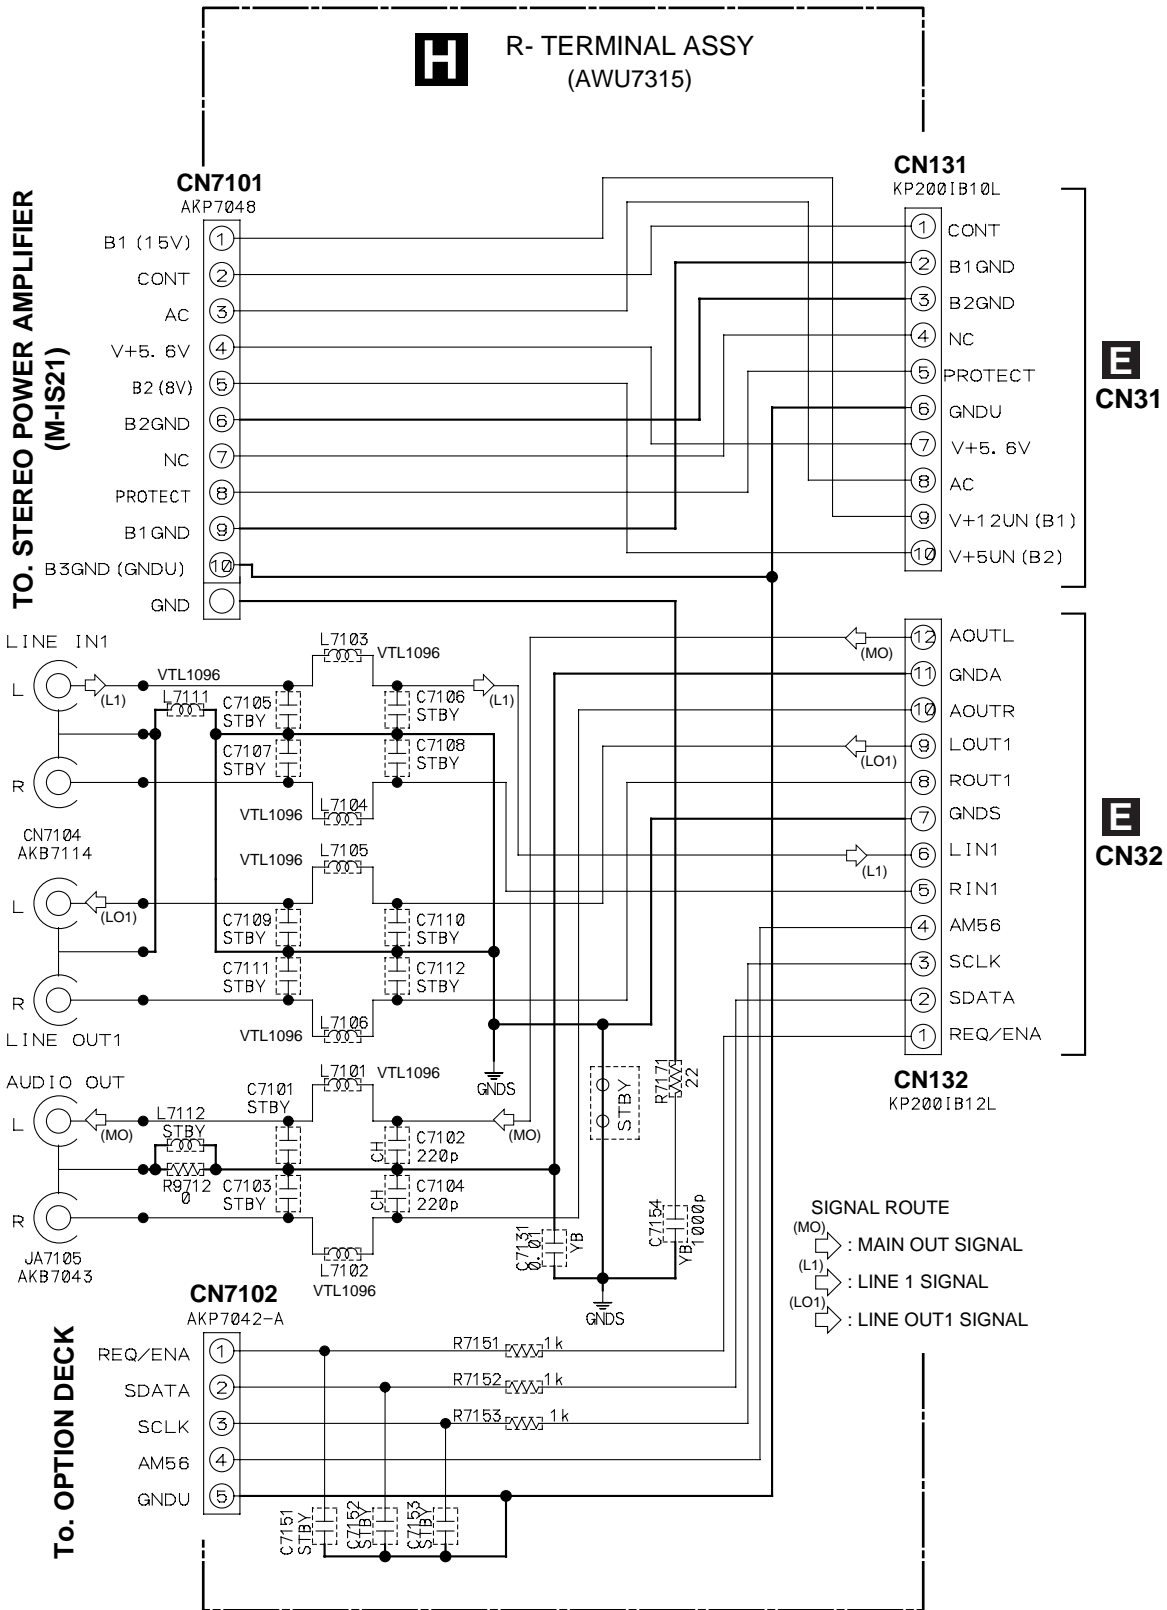 H
R- TERMINAL ASSY
(AWU7315)
TO. STEREO POWER AMPLIFIER
(M-IS21)
CN7101
AKP7048
B1 (15V) 1
CONT 2
AC 3
V+5. 6V 4
B2 (8V) 5
B2GND 6
NC 7
PROTECT 8
B1GND 9
B3GND (GNDU) 10
GND
CN131
KP200IB10L
1 CONT
2 B1GND
3 B2GND
4 NC
5 PROTECT
6 GNDU
7 V+5. 6V
8 AC
9 V+12UN (B1)
10 V+5UN (B2)
E
CN31
12 AOUTL
11 GNDA
10 AOUTR
9 LOUT1
8 ROUT1
7 GNDS
6 LIN1
5 RIN1
4 AM56
3 SCLK
2 SDATA
1 REQ/ENA
CN132
KP200IB12L
E
CN32
(MO)
(LO1)
(L1)
LINE IN1
L
(L1)
R
CN7104
AKB7114
L
(LO1)
R
LINE OUT1
VTL1096
L7111
L7103
VTL1096
C7105
STBY
C7106
STBY
(L1)
C7107
STBY
C7108
STBY
VTL1096
L7104
VTL1096
L7105
C7109
STBY
C7110
STBY
C7111
STBY
C7112
STBY
VTL1096
L7106
GNDS
AUDIO OUT
L
(MO)
R
JA7105
AKB7043
L7112
STBY
R9712
0
C7101
STBY
L7101
VTL1096
C7102
220p
CH
(MO)
C7103
STBY
C7104
220p
CH
L7102
VTL1096
STBY
R7171
22
C7131
0.01
YB
C7154
1000p
YB
GNDS
SIGNAL ROUTE
(MO)
: MAIN OUT SIGNAL
(L1)
: LINE 1 SIGNAL
(LO1)
: LINE OUT1 SIGNAL
To. OPTION DECK
CN7102
AKP7042-A
REQ/ENA 1
SDATA 2
SCLK 3
AM56 4
GNDU 5
R7151 1k
R7152 1k
R7153 1k
C7151
STBY
C7152
STBY
C7153
STBY